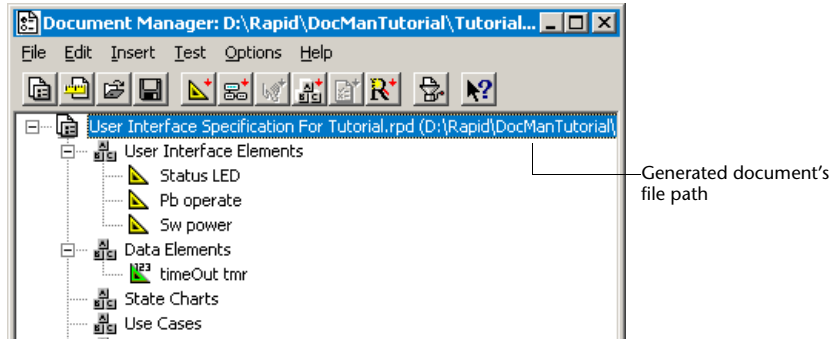 Document Manager: D:\Rapid\DocManTutorial\Tutorial...
File Edit Insert Test Options Help
User Interface Specification For Tutorial.rpd (D:\Rapid\DocManTutorial\
User Interface Elements
Status LED
Pb operate
Sw power
Data Elements
timeOut tmr
State Charts
Use Cases
Generated document's
file path